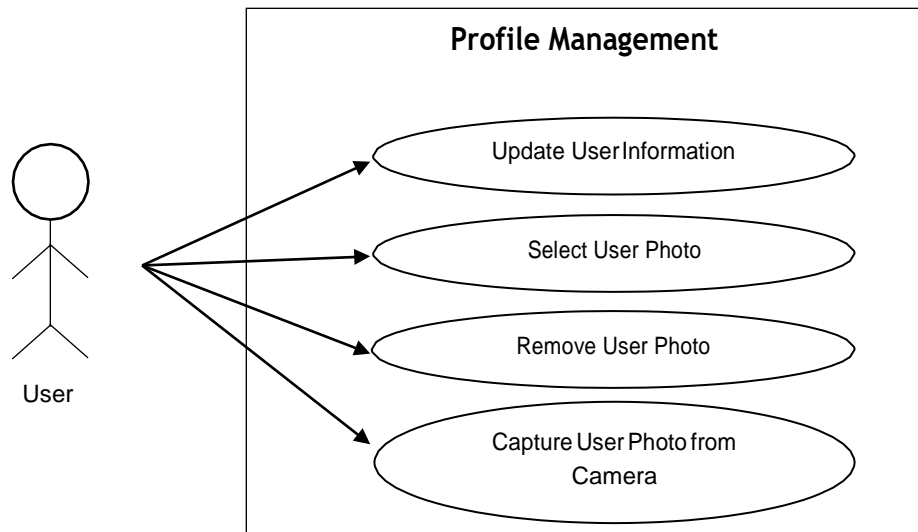 Profile Management
Update User Information
Select User Photo
Remove User Photo
User
Capture User Photo from
Camera